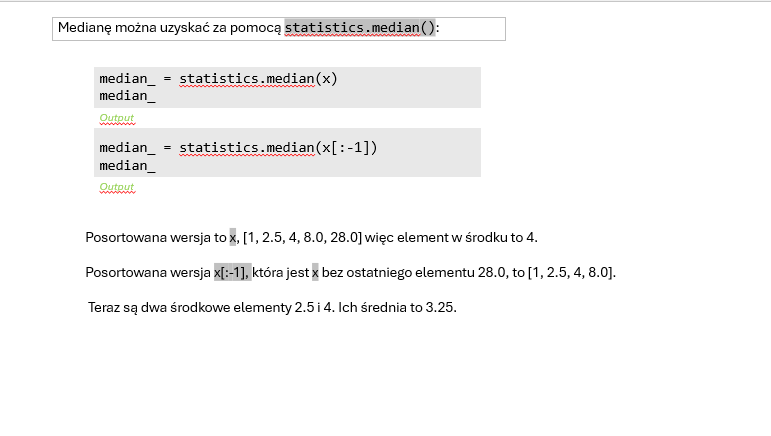 Medianę można uzyskać za pomocą statistics.median():
median_ = statistics.median(x)
median_
Output
median_ = statistics.median(x[:-1])
median_
Output
Posortowana wersja to x, [1, 2.5, 4, 8.0, 28.0] więc element w środku to 4.
Posortowana wersja x[:-1], która jest x bez ostatniego elementu 28.0, to [1, 2.5, 4, 8.0].
Teraz są dwa środkowe elementy 2.5 i 4. Ich średnia to 3.25.